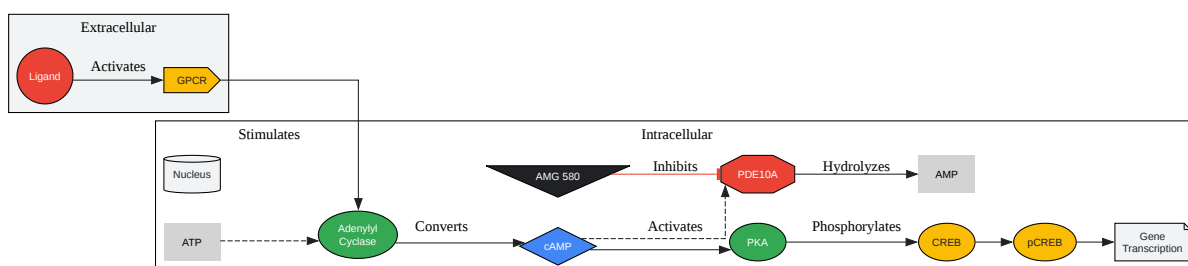 Extracellular
Activates
Ligand
GPCR
Stimulates
Intracellular
Nucleus
AMG 580
Inhibits
PDE10A
Hydrolyzes
AMP
ATP
Adenylyl
Cyclase
Converts
cAMP
Activates
PKA
Phosphorylates
CREB
pCREB
Gene
Transcription